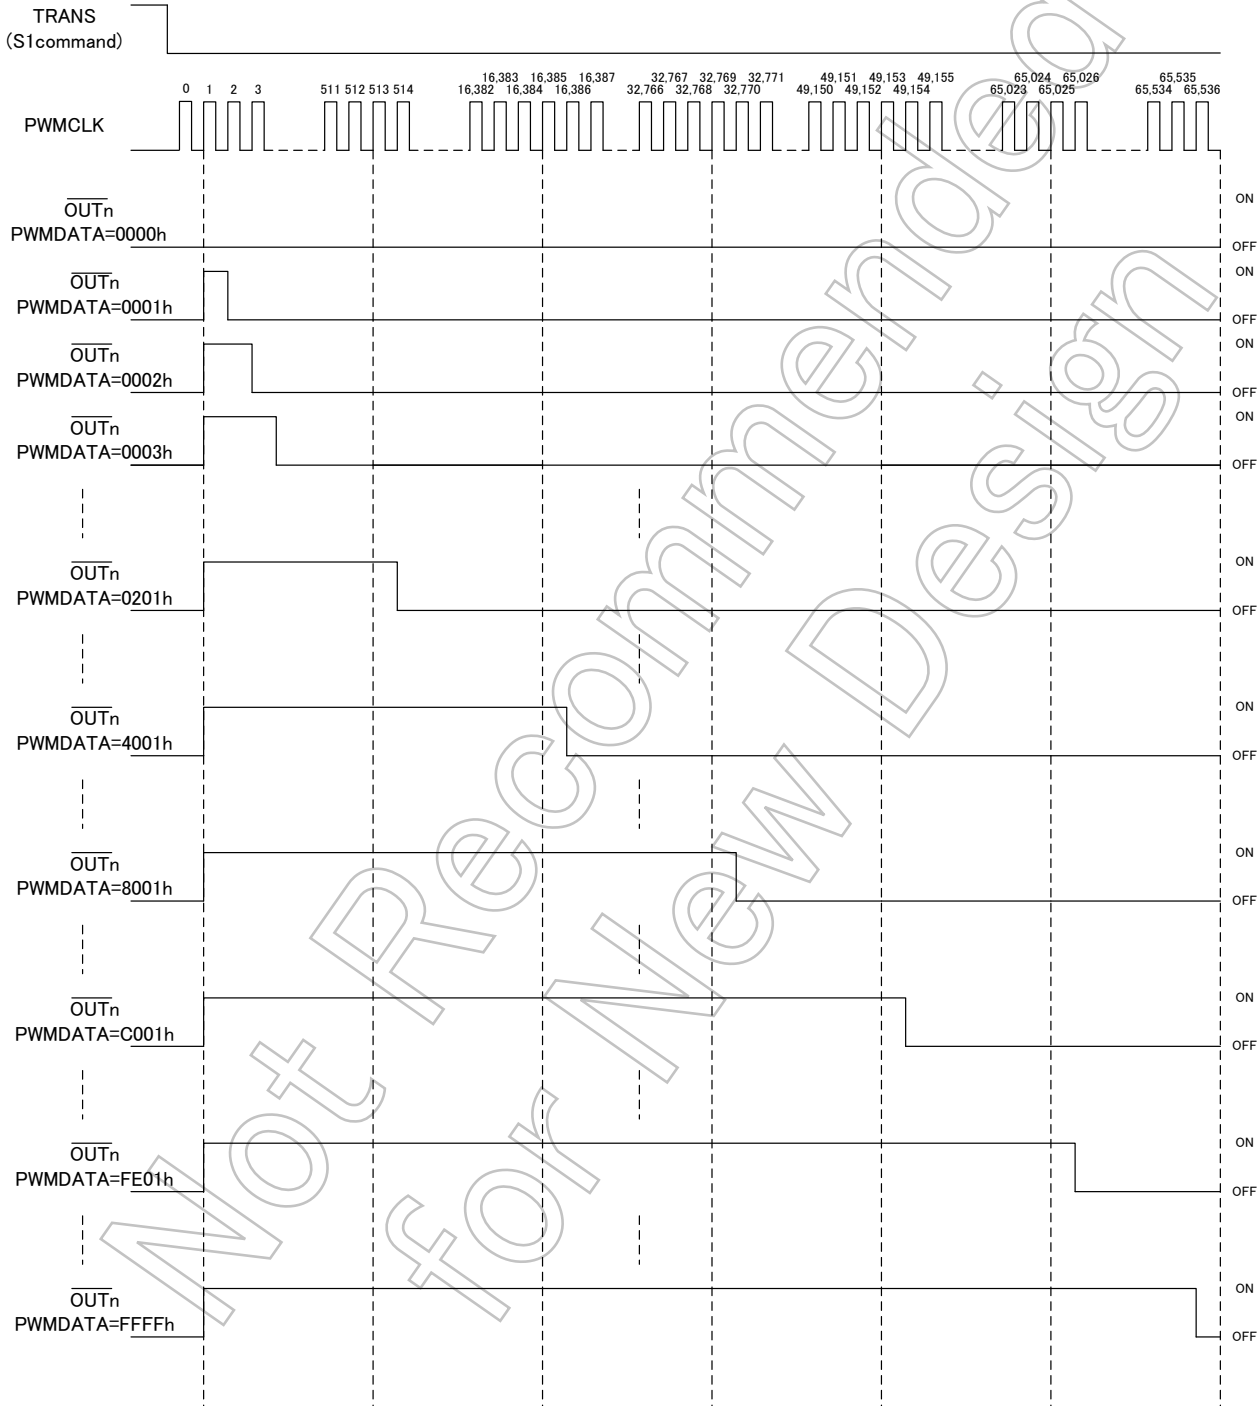 TRANS
(S1command)
16,383 16,385 16,387 32,767 32,769 32,771 49,151 49,153 49,155 65,024 65,026 65,535
0 1 2 3 511 512 513 514 16,382 16,384 16,386 32,766 32,768 32,770 49,150 49,152 49,154 65,023 65,025 65,534 65,536
PWMCLK
OUTn ON
PWMDATA=0000h OFF
OUTn ON
PWMDATA=0001h OFF
OUTn ON
PWMDATA=0002h OFF
OUTn ON
PWMDATA=0003h OFF
OUTn ON
PWMDATA=0201h OFF
OUTn ON
PWMDATA=4001h OFF
OUTn ON
PWMDATA=8001h OFF
OUTn ON
PWMDATA=C001h OFF
OUTn ON
PWMDATA=FE01h OFF
OUTn ON
PWMDATA=FFFFh OFF
Not Recommended
for New Design